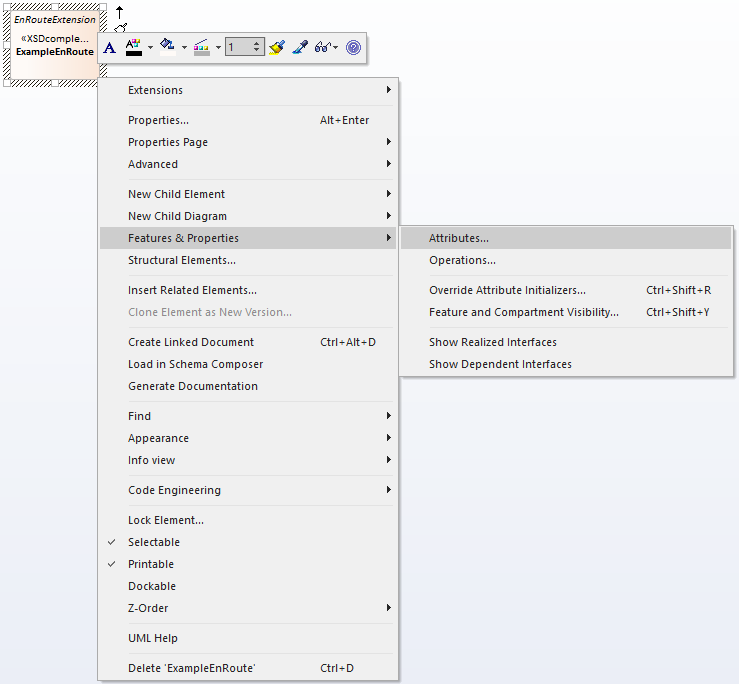 EnRouteExtension
«XSDcomple...
ExampleEnRoute
A
1
Extensions
Properties... Alt+Enter
Properties Page
Advanced
New Child Element
New Child Diagram
Features & Properties
Structural Elements...
Insert Related Elements...
Clone Element as New Version...
Create Linked Document Ctrl+Alt+D
Load in Schema Composer
Generate Documentation
Find
Appearance
Info view
Code Engineering
Lock Element...
Selectable
Printable
Dockable
Z-Order
UML Help
Delete 'ExampleEnRoute' Ctrl+D
Attributes...
Operations...
Override Attribute Initializers... Ctrl+Shift+R
Feature and Compartment Visibility... Ctrl+Shift+Y
Show Realized Interfaces
Show Dependent Interfaces